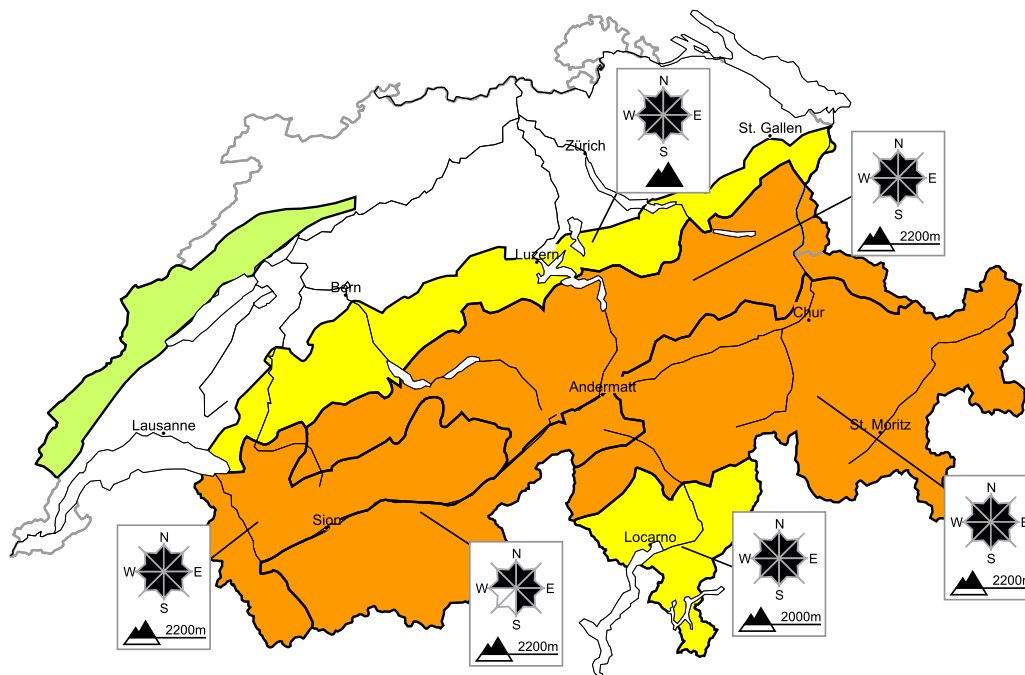 N
W E
S
St. Gallen
Zürich
N
W E
S
2200m
Luzern
Bern
Chur
Andermatt
Lausanne
St. Moritz
N
W E
S
2200m
Sion
Locarno
N
W E
S
2200m
N
W E
S
2200m
N
W E
S
2000m